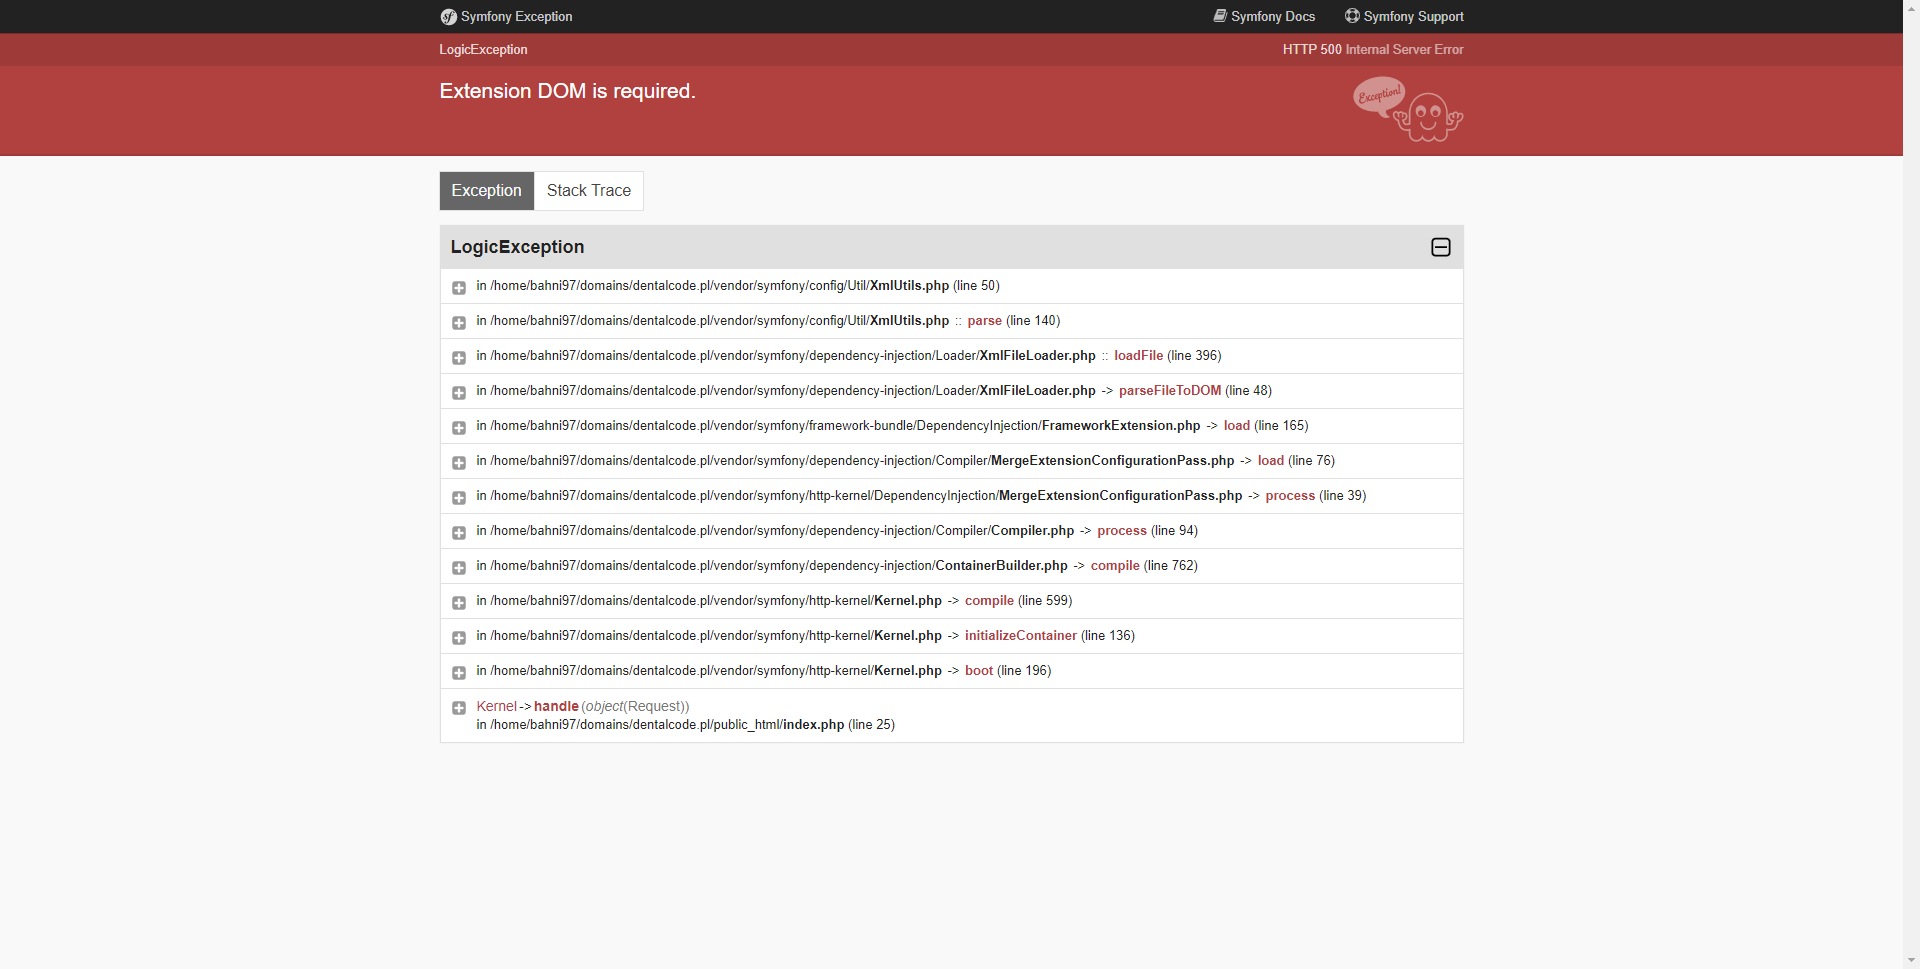 Symfony Exception
Symfony Docs
Symfony Support
LogicException
HTTP 500 Internal Server Error
Extension DOM is required.
Exception!
Exception
Stack Trace
LogicException
in /home/bahni97/domains/dentalcode.pl/vendor/symfony/config/Util/XmlUtils.php (line 50)
in /home/bahni97/domains/dentalcode.pl/vendor/symfony/config/Util/XmlUtils.php :: parse (line 140)
in /home/bahni97/domains/dentalcode.pl/vendor/symfony/dependency-injection/Loader/XmlFileLoader.php :: loadFile (line 396)
in /home/bahni97/domains/dentalcode.pl/vendor/symfony/dependency-injection/Loader/XmlFileLoader.php -> parseFileToDOM (line 48)
in /home/bahni97/domains/dentalcode.pl/vendor/symfony/framework-bundle/DependencyInjection/FrameworkExtension.php -> load (line 165)
in /home/bahni97/domains/dentalcode.pl/vendor/symfony/dependency-injection/Compiler/MergeExtensionConfigurationPass.php -> load (line 76)
in /home/bahni97/domains/dentalcode.pl/vendor/symfony/http-kernel/DependencyInjection/MergeExtensionConfigurationPass.php -> process (line 39)
in /home/bahni97/domains/dentalcode.pl/vendor/symfony/dependency-injection/Compiler/Compiler.php -> process (line 94)
in /home/bahni97/domains/dentalcode.pl/vendor/symfony/dependency-injection/ContainerBuilder.php -> compile (line 762)
in /home/bahni97/domains/dentalcode.pl/vendor/symfony/http-kernel/Kernel.php -> compile (line 599)
in /home/bahni97/domains/dentalcode.pl/vendor/symfony/http-kernel/Kernel.php -> initializeContainer (line 136)
in /home/bahni97/domains/dentalcode.pl/vendor/symfony/http-kernel/Kernel.php -> boot (line 196)
Kernel->handle(object(Request))
in /home/bahni97/domains/dentalcode.pl/public_html/index.php (line 25)